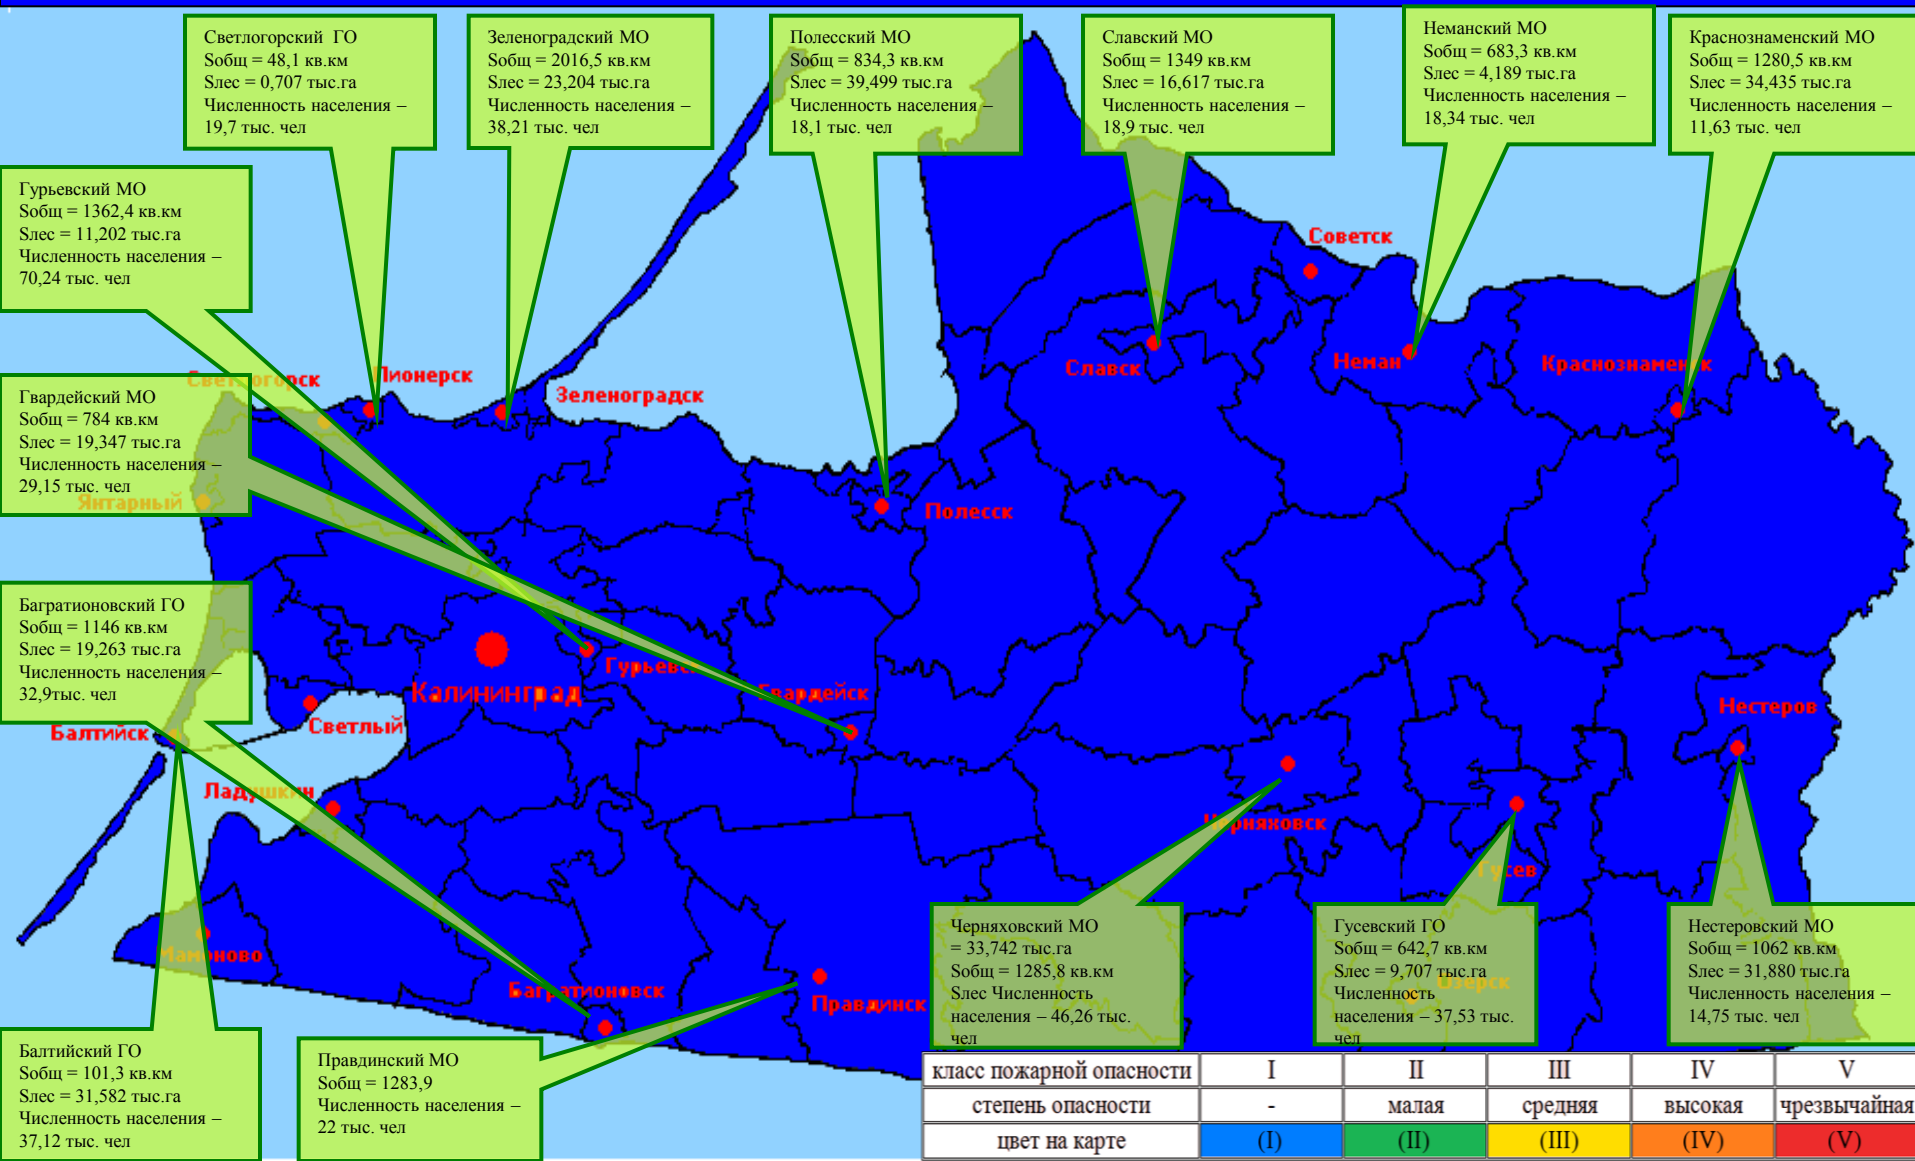 Светлогорский ГО
Sобщ = 48,1 кв.км
Sлес = 0,707 тыс.га
Численность населения –
19,7 тыс. чел
Зеленоградский МО
Sобщ = 2016,5 кв.км
Sлес = 23,204 тыс.га
Численность населения –
38,21 тыс. чел
Полесский МО
Sобщ = 834,3 кв.км
Sлес = 39,499 тыс.га
Численность населения –
18,1 тыс. чел
Славский МО
Sобщ = 1349 кв.км
Sлес = 16,617 тыс.га
Численность населения –
18,9 тыс. чел
Неманский МО
Sобщ = 683,3 кв.км
Sлес = 4,189 тыс.га
Численность населения –
18,34 тыс. чел
Краснознаменский МО
Sобщ = 1280,5 кв.км
Sлес = 34,435 тыс.га
Численность населения –
11,63 тыс. чел
Гурьевский МО
Sобщ = 1362,4 кв.км
Sлес = 11,202 тыс.га
Численность населения –
70,24 тыс. чел
Советск
Славск
Неман
Краснознаменск
Светлогорск
Пионерск
Зеленоградск
Гвардейский МО
Sобщ = 784 кв.км
Sлес = 19,347 тыс.га
Численность населения –
29,15 тыс. чел
Янтарный
Полесск
Багратионовский ГО
Sобщ = 1146 кв.км
Sлес = 19,263 тыс.га
Численность населения –
32,9тыс. чел
Калининград
Гурьевск
Гвардейск
Нестеров
Балтийск
Светлый
Ладушкин
Черняховск
Гусев
Мамоново
Багратионовск
Правдинск
Озерск
Черняховский МО
= 33,742 тыс.га
Sобщ = 1285,8 кв.км
Sлес Численность
населения – 46,26 тыс.
чел
Гусевский ГО
Sобщ = 642,7 кв.км
Sлес = 9,707 тыс.га
Численность
населения – 37,53 тыс.
чел
Нестеровский МО
Sобщ = 1062 кв.км
Sлес = 31,880 тыс.га
Численность населения –
14,75 тыс. чел
Балтийский ГО
Sобщ = 101,3 кв.км
Sлес = 31,582 тыс.га
Численность населения –
37,12 тыс. чел
Правдинский МО
Sобщ = 1283,9
Численность населения –
22 тыс. чел
класс пожарной опасности I II III IV V
степень опасности - малая средняя высокая чрезвычайная
цвет на карте (I) (II) (III) (IV) (V)